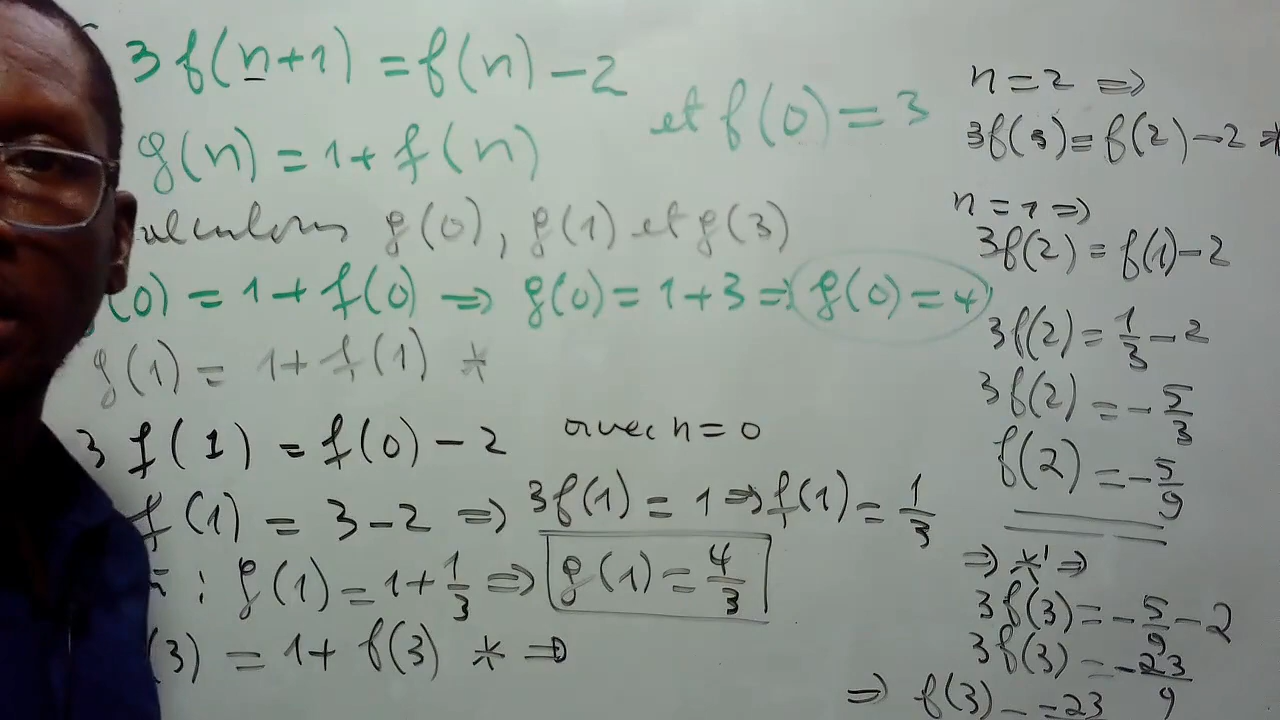 3f(n+1) = f(n) - 2
et f(0) = 3
g(n) = 1 + f(n)
alculons g(0), g(1) et g(3)
(0) = 1 + f(0) ⇒ g(0) = 1 + 3 ⇒ g(0) = 4
g(1) = 1 + f(1) *
3 f(1) = f(0) - 2 avec n = 0
f(1) = 3 - 2 ⇒ 3f(1) = 1 ⇒ f(1) = 1/3
: g(1) = 1 + 1/3 ⇒ g(1) = 4/3
(3) = 1 + f(3) * ⇒
n = 2 ⇒
3f(3) = f(2) - 2 *
n = 1 ⇒
3f(2) = f(1) - 2
3f(2) = 1/3 - 2
3f(2) = -5/3
f(2) = -5/9
⇒ *' ⇒
3f(3) = -5/9 - 2
3f(3) = -23/9
⇒ f(3) = -23